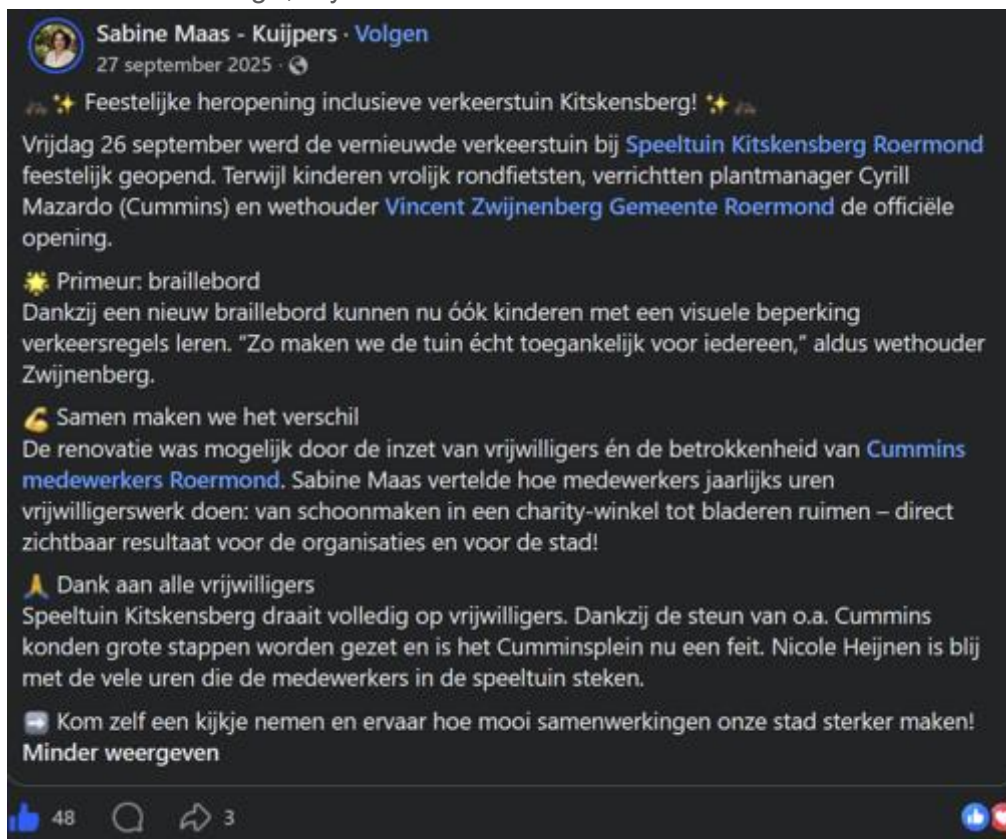 Sabine Maas - Kuijpers · Volgen
27 september 2025 ·
🚲✨ Feestelijke heropening inclusieve verkeerstuin Kitskensberg! ✨🚲
Vrijdag 26 september werd de vernieuwde verkeerstuin bij Speeltuin Kitskensberg Roermond
feestelijk geopend. Terwijl kinderen vrolijk rondfietsten, verrichtten plantmanager Cyrill
Mazardo (Cummins) en wethouder Vincent Zwijnenberg Gemeente Roermond de officiële
opening.
🌟 Primeur: braillebord
Dankzij een nieuw braillebord kunnen nu óók kinderen met een visuele beperking
verkeersregels leren. “Zo maken we de tuin écht toegankelijk voor iedereen,” aldus wethouder
Zwijnenberg.
💪 Samen maken we het verschil
De renovatie was mogelijk door de inzet van vrijwilligers én de betrokkenheid van Cummins
medewerkers Roermond. Sabine Maas vertelde hoe medewerkers jaarlijks uren
vrijwilligerswerk doen: van schoonmaken in een charity-winkel tot bladeren ruimen – direct
zichtbaar resultaat voor de organisaties en voor de stad!
🙏 Dank aan alle vrijwilligers
Speeltuin Kitskensberg draait volledig op vrijwilligers. Dankzij de steun van o.a. Cummins
konden grote stappen worden gezet en is het Cumminsplein nu een feit. Nicole Heijnen is blij
met de vele uren die de medewerkers in de speeltuin steken.
➡️ Kom zelf een kijkje nemen en ervaar hoe mooi samenwerkingen onze stad sterker maken!
Minder weergeven
48 3